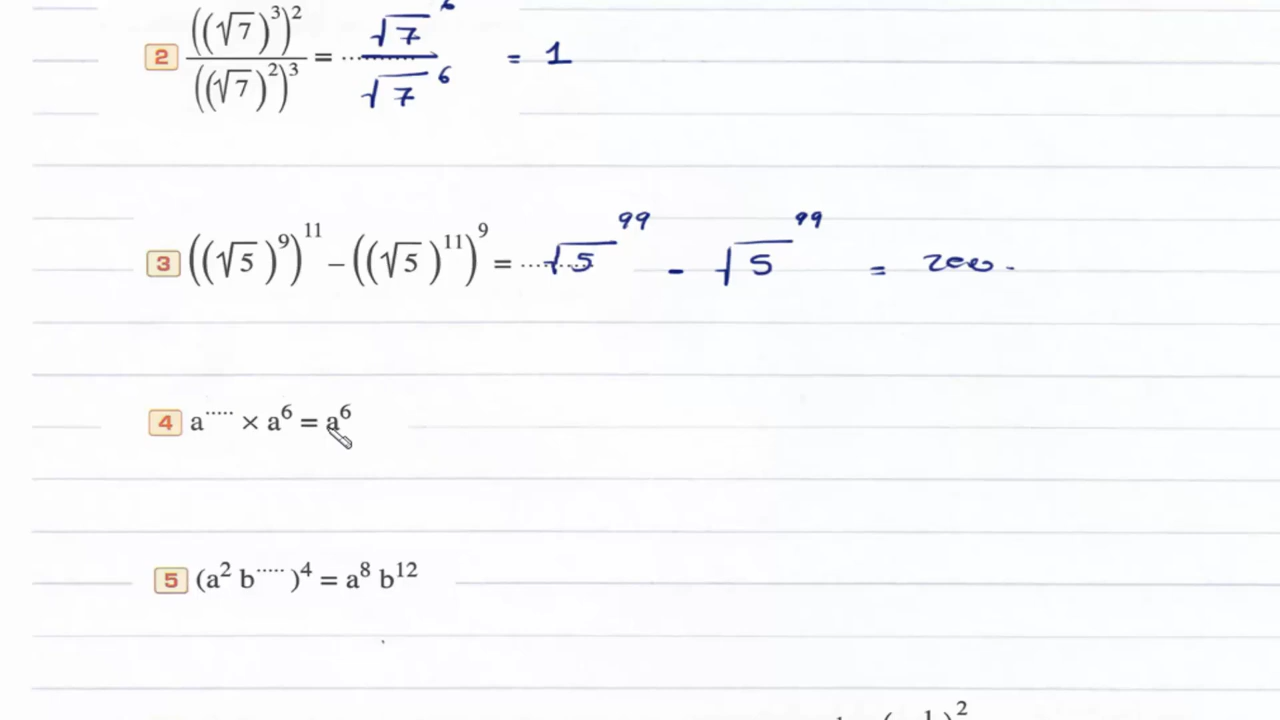 2 ((√7)³)² / ((√7)²)³ = ........ √7⁶ / √7⁶ = 1
3 ((√5)⁹)¹¹ – ((√5)¹¹)⁹ = ........ √5⁹⁹ - √5⁹⁹ = zero.
4 a^..... × a⁶ = a⁶
5 (a² b^..... )⁴ = a⁸ b¹²